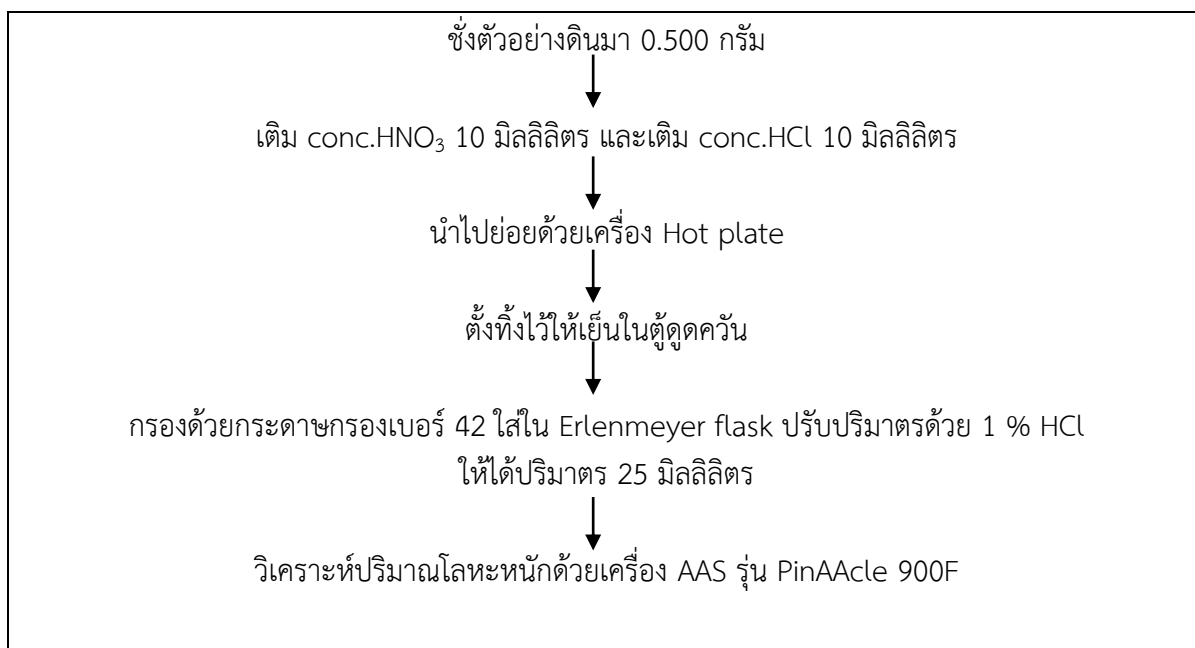 ชั่งตัวอย่างดินมา 0.500 กรัม
เติม conc.HNO₃ 10 มิลลิลิตร และเติม conc.HCl 10 มิลลิลิตร
นำไปย่อยด้วยเครื่อง Hot plate
ตั้งทิ้งไว้ให้เย็นในตู้ดูดควัน
กรองด้วยกระดาษกรองเบอร์ 42 ใส่ใน Erlenmeyer flask ปรับปริมาตรด้วย 1 % HCl
ให้ได้ปริมาตร 25 มิลลิลิตร
วิเคราะห์ปริมาณโลหะหนักด้วยเครื่อง AAS รุ่น PinAAcle 900F